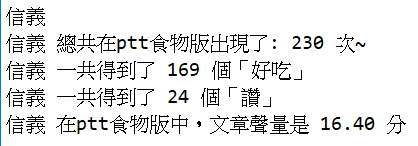 信義
信義 總共在ptt食物版出現了: 230 次~
信義 一共得到了 169 個「好吃」
信義 一共得到了 24 個「讚」
信義 在ptt食物版中，文章聲量是 16.40 分